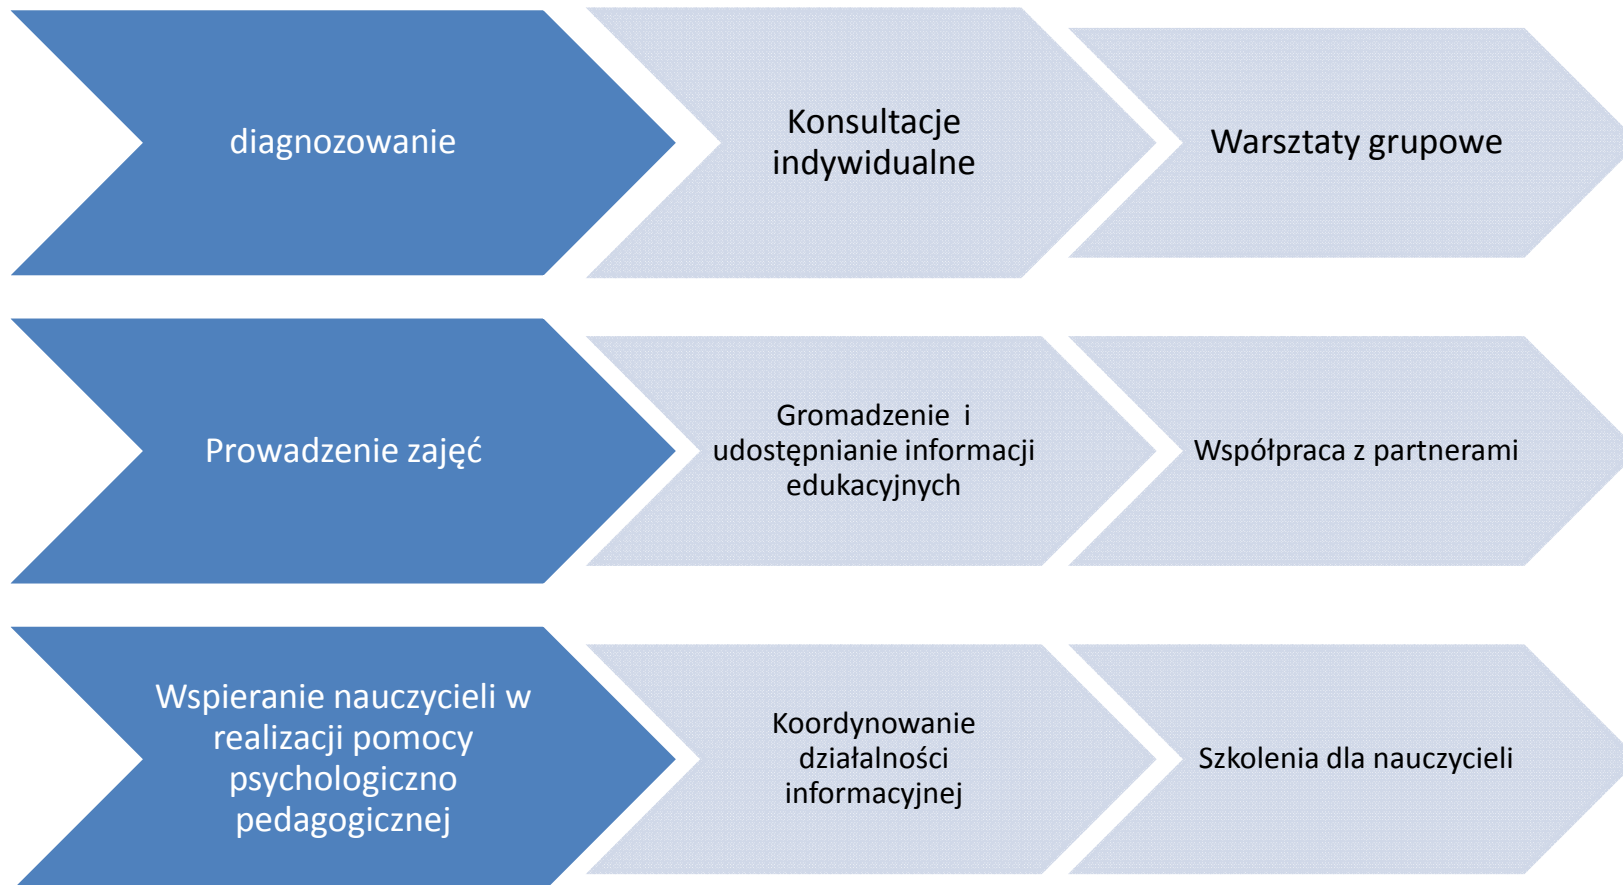 diagnozowanie
Konsultacje
indywidualne
Warsztaty grupowe
Prowadzenie zajęć
Gromadzenie  i
udostępnianie informacji
edukacyjnych
Współpraca z partnerami
Wspieranie nauczycieli w
realizacji pomocy
psychologiczno
pedagogicznej
Koordynowanie
działalności
informacyjnej
Szkolenia dla nauczycieli